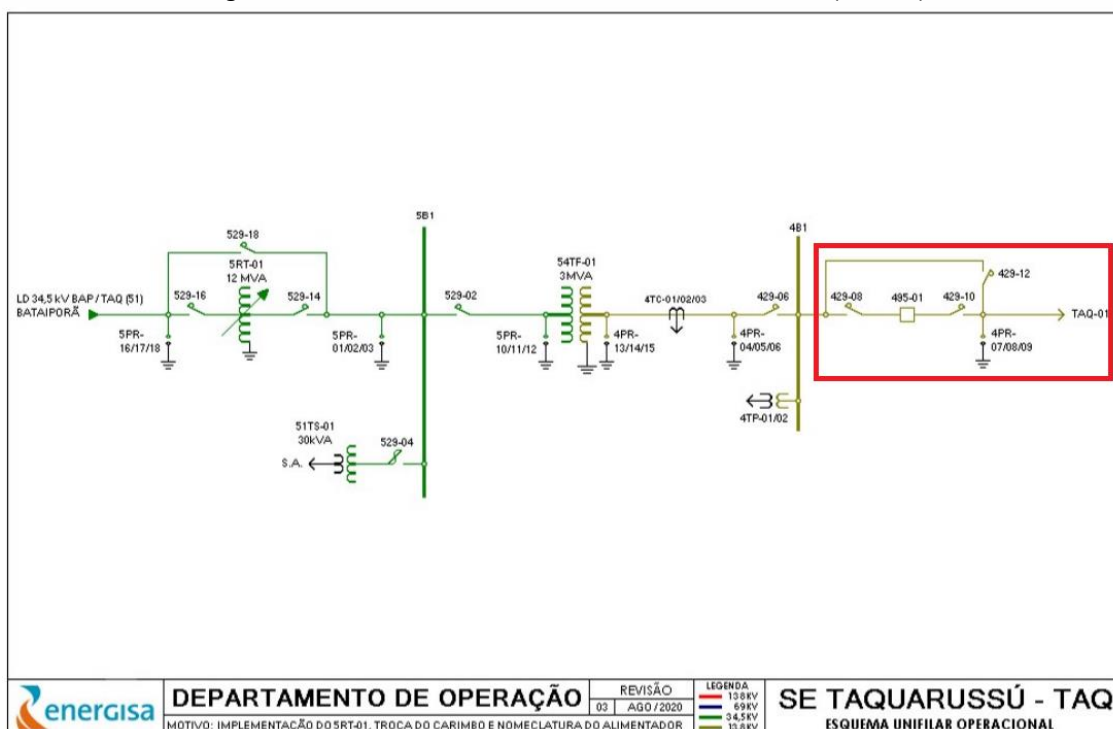 5B1
4B1
529-18
5RT-01
12 MVA
54TF-01
3MVA
429-12
LD 34,5 kV BAP / TAQ (51)
BATAIPORÃ
529-16
529-14
529-02
4TC-01/02/03
429-06
429-08
495-01
429-10
TAQ-01
5PR-
16/17/18
5PR-
01/02/03
5PR-
10/11/12
4PR-
13/14/15
4PR-
04/05/06
4PR-
07/08/09
4TP-01/02
51TS-01
30kVA
529-04
S.A.
energisa
DEPARTAMENTO DE OPERAÇÃO
REVISÃO
03 AGO / 2020
MOTIVO: IMPLEMENTAÇÃO DO 5RT-01, TROCA DO CARIMBO E NOMECLATURA DO ALIMENTADOR
LEGENDA
138KV
69KV
34,5KV
13,8KV
SE TAQUARUSSÚ - TAQ
ESQUEMA UNIFILAR OPERACIONAL